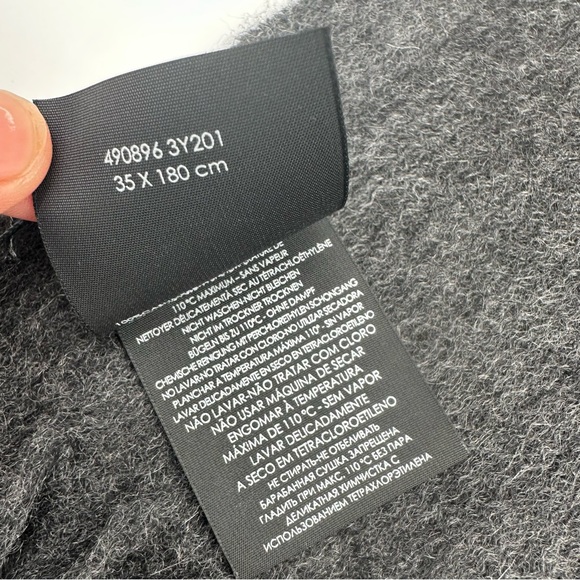 490896 3Y201
35 X 180 cm
110°C MAXIMUM – SANS VAPEUR
NETTOYER DÉLICATEMENTÀ SEC AU TÉTRACHLOÉTHYLÈNE
NICHT WASCHEN-NICHT BLEICHEN
NICHT IM TROCKNER TROCKNEN
BÜGELN BIS ZU 110°C - OHNE DAMPF
CHEMISCHE REINIGUNG MIT PERCHLORETHYLEN SCHONGANG
NO LAVAR-NO TRATAR CON CLORO-NO UTILIZAR SECADORA
PLANCHAR A TEMPERATURA MÁXIMA 110° - SIN VAPOR
LAVAR DELICADAMENTE EN SECO EN TETRACLOROETILENO
NÃO LAVAR-NÃO TRATAR COM CLORO
NÃO USAR MÁQUINA DE SECAR
ENGOMAR À TEMPERATURA
MÁXIMA DE 110°C - SEM VAPOR
LAVAR DELICADAMENTE
A SECO EM TETRACLOROETILENO
НЕ СТИРАТЬ-НЕ ОТБЕЛИВАТЬ
БАРАБАННАЯ СУШКА ЗАПРЕЩЕНА
ГЛАДИТЬ ПРИ МАКС. 110 °C БЕЗ ПАРА
ДЕЛИКАТНАЯ ХИМЧИСТКА С
ИСПОЛЬЗОВАНИЕМ ТЕТРАХЛОРЭТИЛЕНА